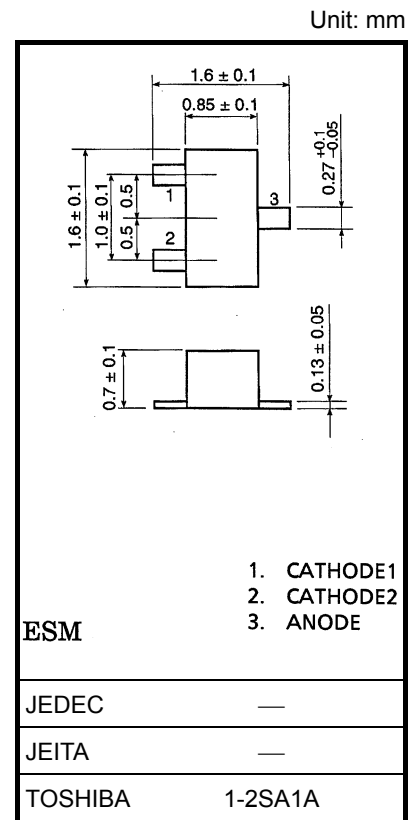 Unit: mm
1.6 ± 0.1
0.85 ± 0.1
1.6 ± 0.1
1.0 ± 0.1
0.5
0.5
1
2
3
0.27 +0.1 -0.05
0.7 ± 0.1
0.13 ± 0.05
1. CATHODE1
2. CATHODE2
3. ANODE
ESM
JEDEC —
JEITA —
TOSHIBA 1-2SA1A